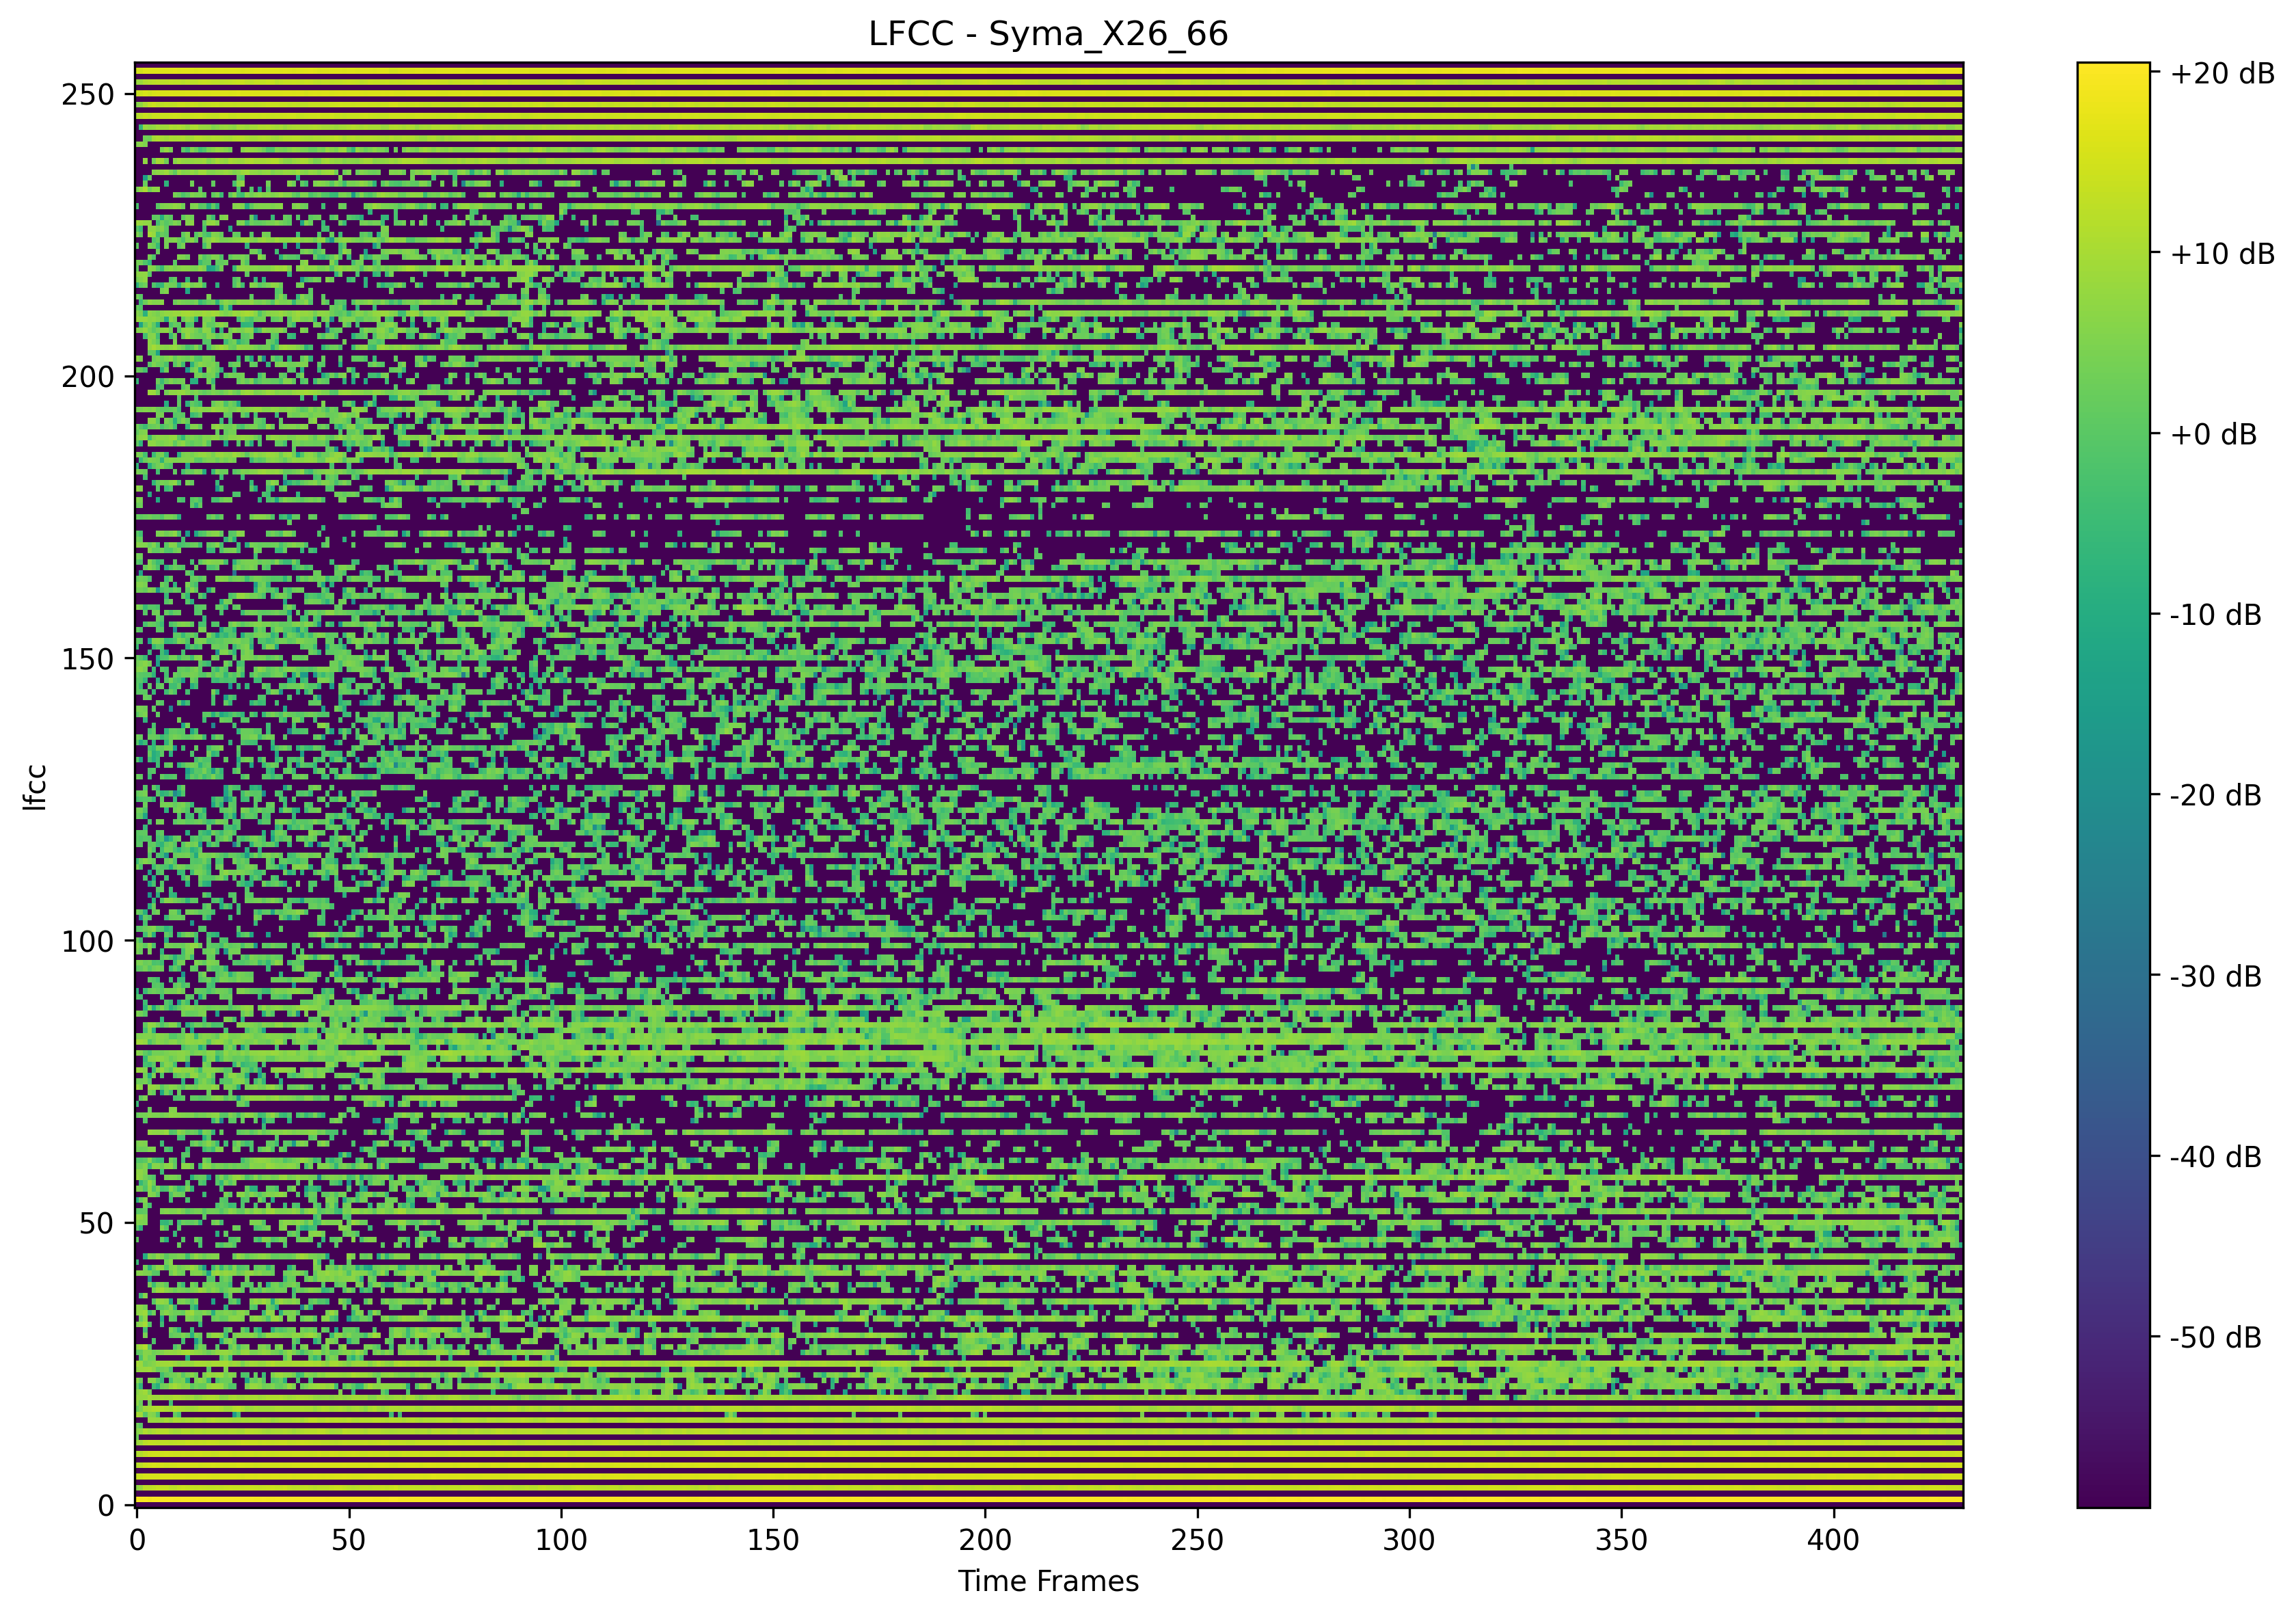 LFCC - Syma_X26_66
lfcc
250
200
150
100
50
0
0 50 100 150 200 250 300 350 400
Time Frames
+20 dB
+10 dB
+0 dB
-10 dB
-20 dB
-30 dB
-40 dB
-50 dB